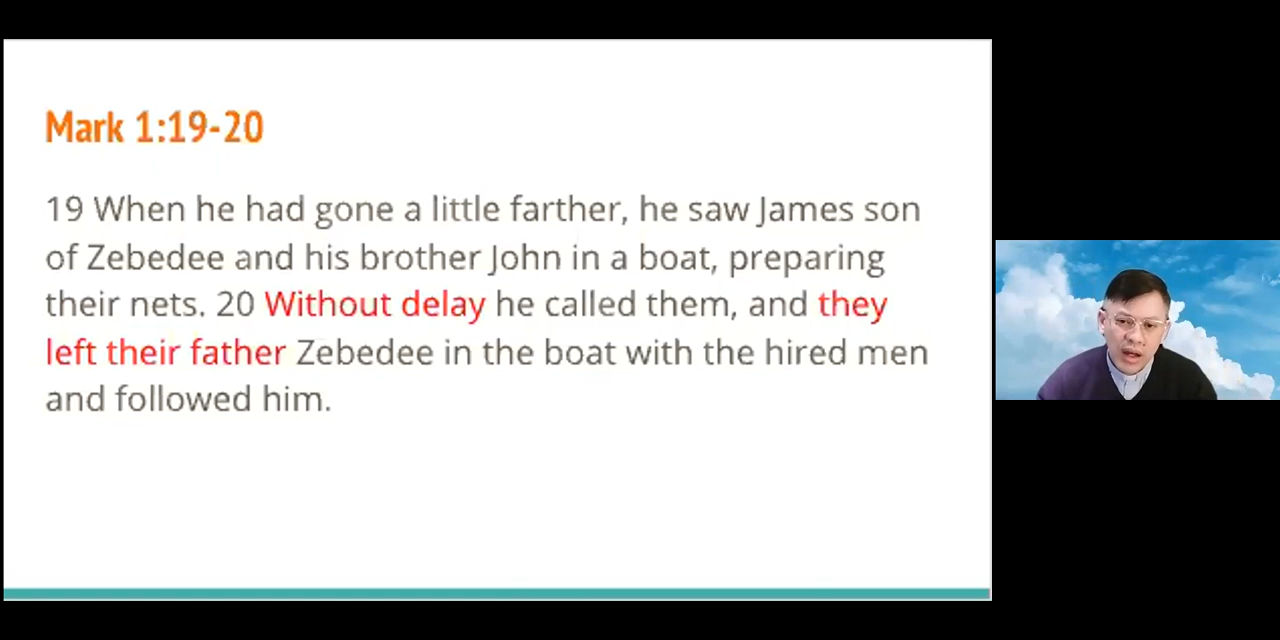 Mark 1:19-20
19 When he had gone a little farther, he saw James son
of Zebedee and his brother John in a boat, preparing
their nets. 20 Without delay he called them, and they
left their father Zebedee in the boat with the hired men
and followed him.